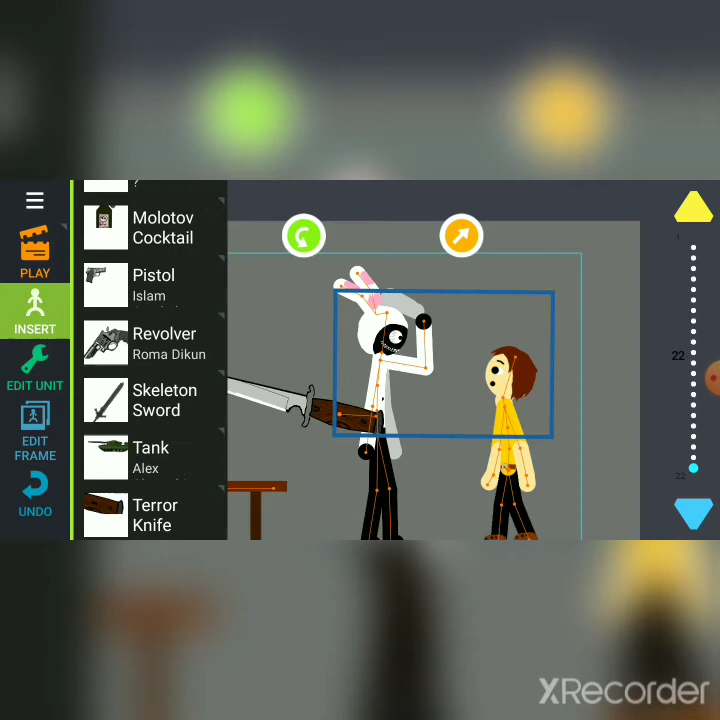 ?
Molotov
Cocktail
Pistol
Islam
Revolver
Roma Dikun
Skeleton
Sword
Tank
Alex
Terror
Knife
PLAY
INSERT
EDIT UNIT
EDIT
FRAME
UNDO
1
22
22
XRecorder